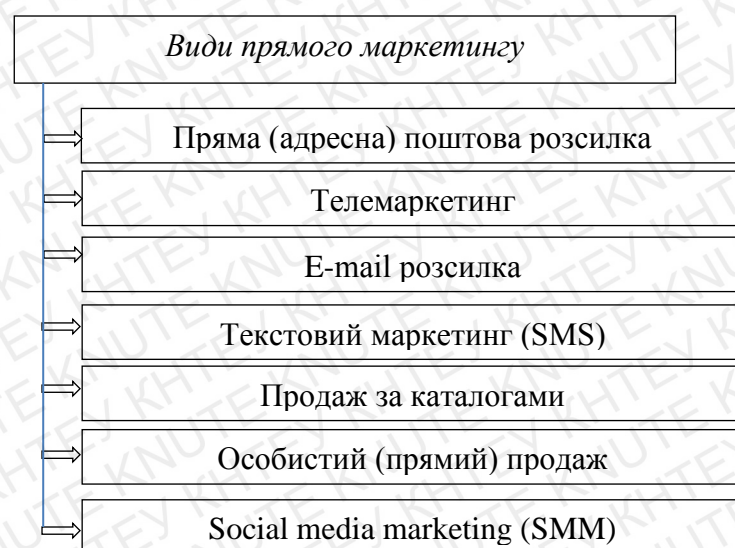 Види прямого маркетингу
Пряма (адресна) поштова розсилка
Телемаркетинг
E-mail розсилка
Текстовий маркетинг (SMS)
Продаж за каталогами
Особистий (прямий) продаж
Social media marketing (SMM)